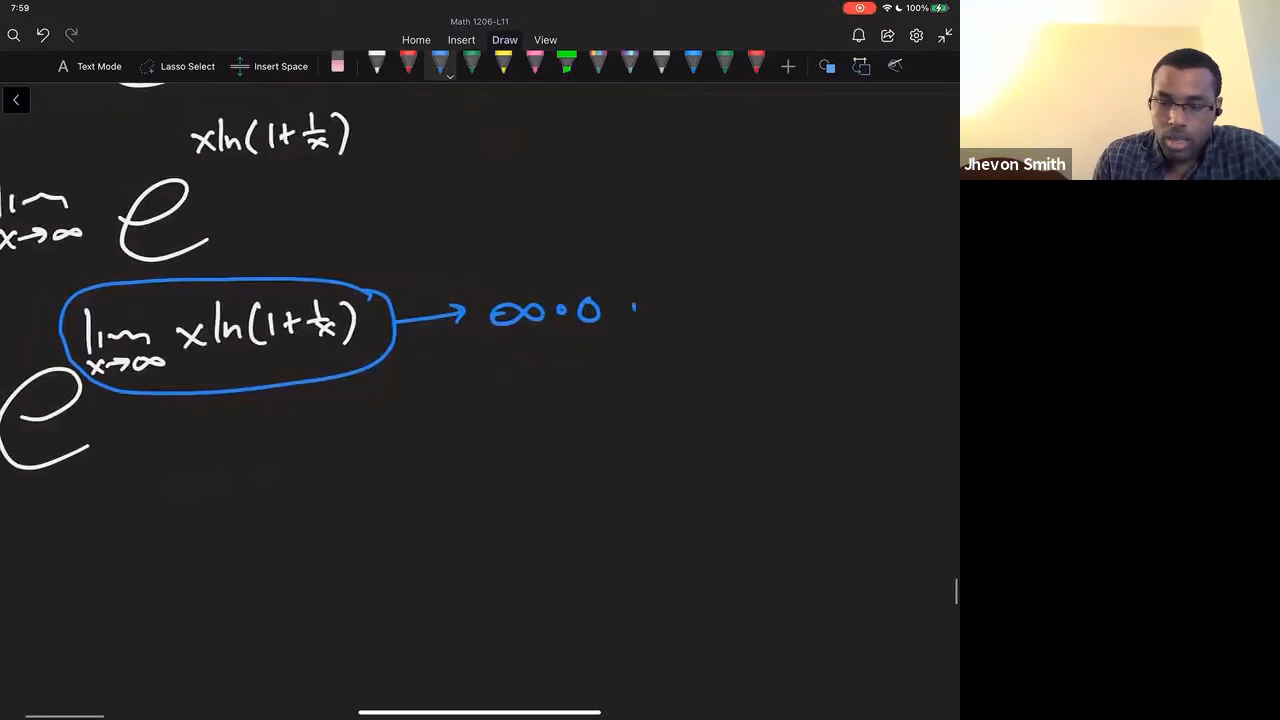 7:59
100%
Math 1206-L11
Home Insert Draw View
Text Mode Lasso Select Insert Space
Jhevon Smith
x ln(1+1/x)
lim e
x→∞
lim x ln(1+1/x) → ∞·0
x→∞
e